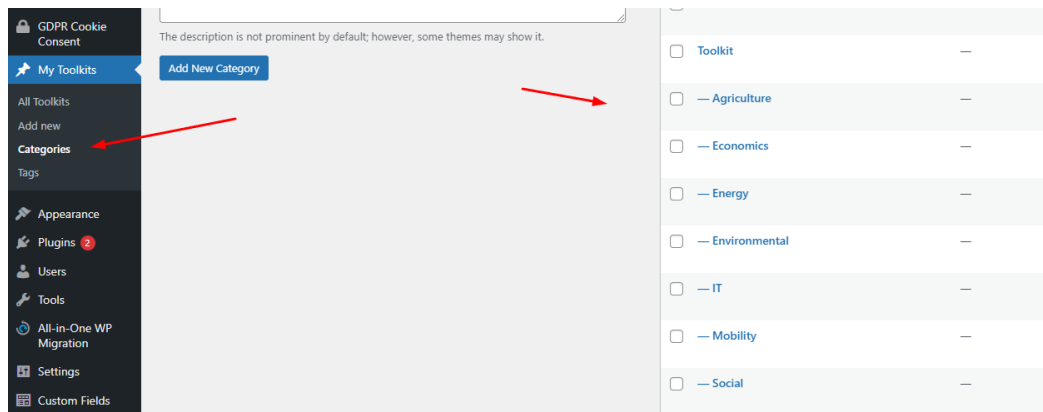 GDPR Cookie
Consent
My Toolkits
All Toolkits
Add new
Categories
Tags
Appearance
Plugins 2
Users
Tools
All-in-One WP
Migration
Settings
Custom Fields
The description is not prominent by default; however, some themes may show it.
Add New Category
Toolkit —
— Agriculture —
— Economics —
— Energy —
— Environmental —
— IT —
— Mobility —
— Social —